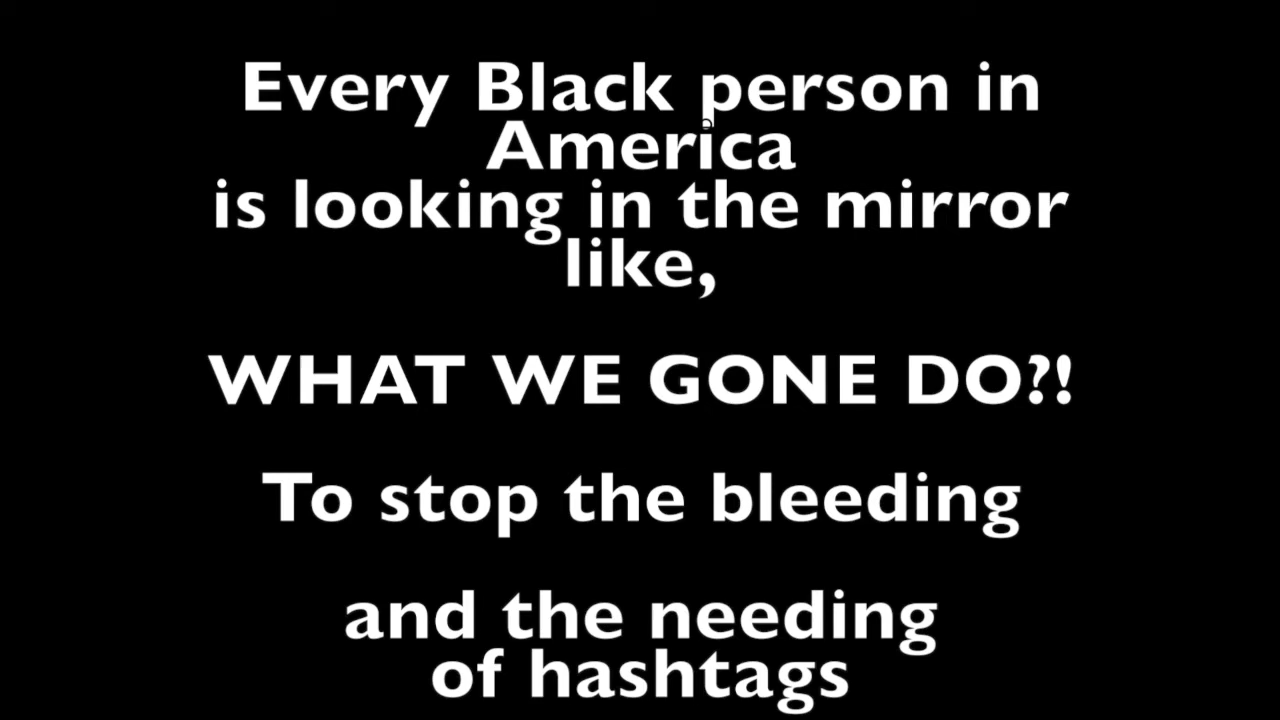 Every Black person in
America
is looking in the mirror
like,
WHAT WE GONE DO?!
To stop the bleeding
and the needing
of hashtags